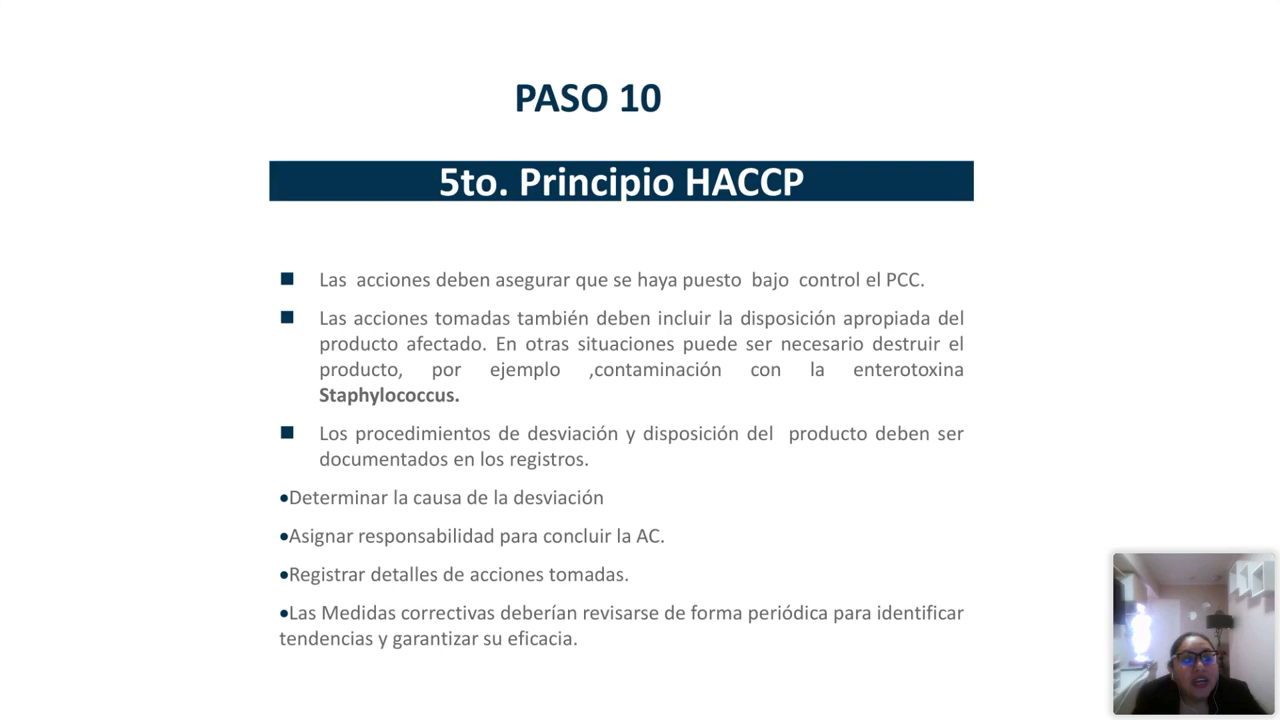 PASO 10
5to. Principio HACCP
Las acciones deben asegurar que se haya puesto bajo control el PCC.
Las acciones tomadas también deben incluir la disposición apropiada del
producto afectado. En otras situaciones puede ser necesario destruir el
producto, por ejemplo ,contaminación con la enterotoxina
Staphylococcus.
Los procedimientos de desviación y disposición del producto deben ser
documentados en los registros.
•Determinar la causa de la desviación
•Asignar responsabilidad para concluir la AC.
•Registrar detalles de acciones tomadas.
•Las Medidas correctivas deberían revisarse de forma periódica para identificar
tendencias y garantizar su eficacia.